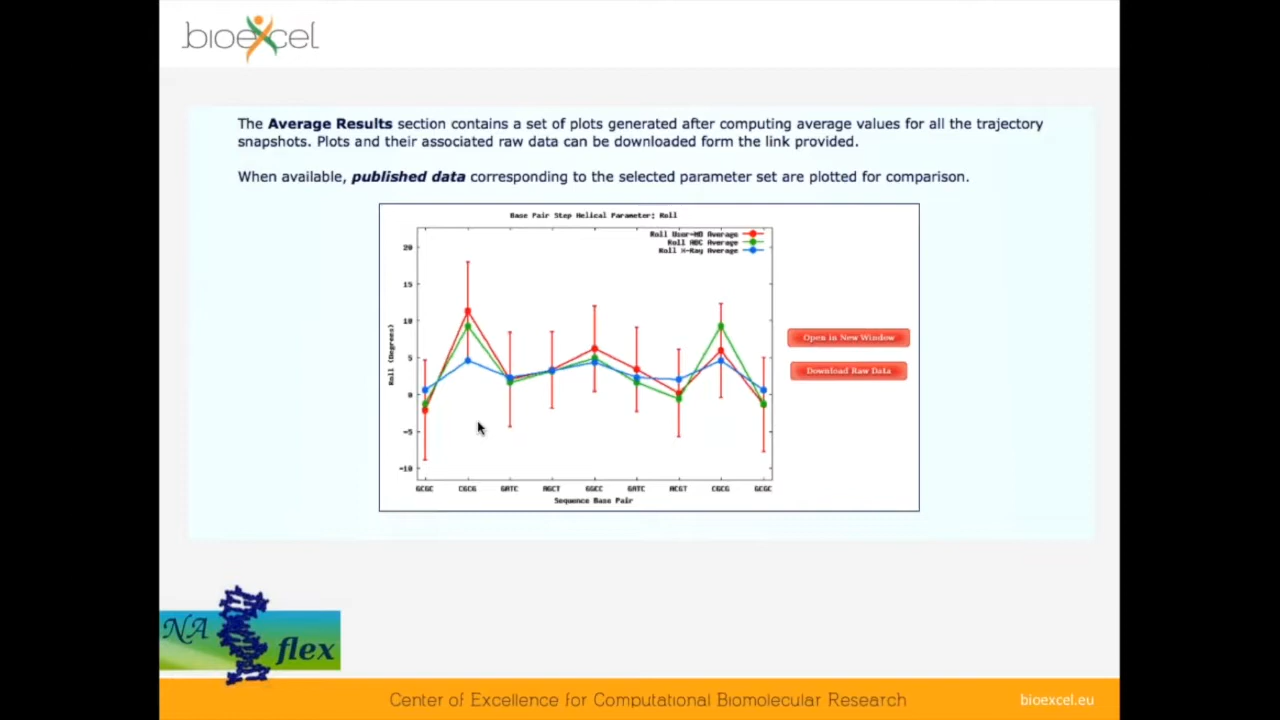 bioexcel
The Average Results section contains a set of plots generated after computing average values for all the trajectory
snapshots. Plots and their associated raw data can be downloaded form the link provided.
When available, published data corresponding to the selected parameter set are plotted for comparison.
Base Pair Step Helical Parameter: Roll
Roll User-MD Average
Roll ABC Average
Roll X-Ray Average
20
15
10
5
0
-5
-10
Roll (Degrees)
GCGC CGCG GATC AGCT GGCC GATC ACGT CGCG GCGC
Sequence Base Pair
Open in New Window
Download Raw Data
NA
flex
Center of Excellence for Computational Biomolecular Research
bioexcel.eu